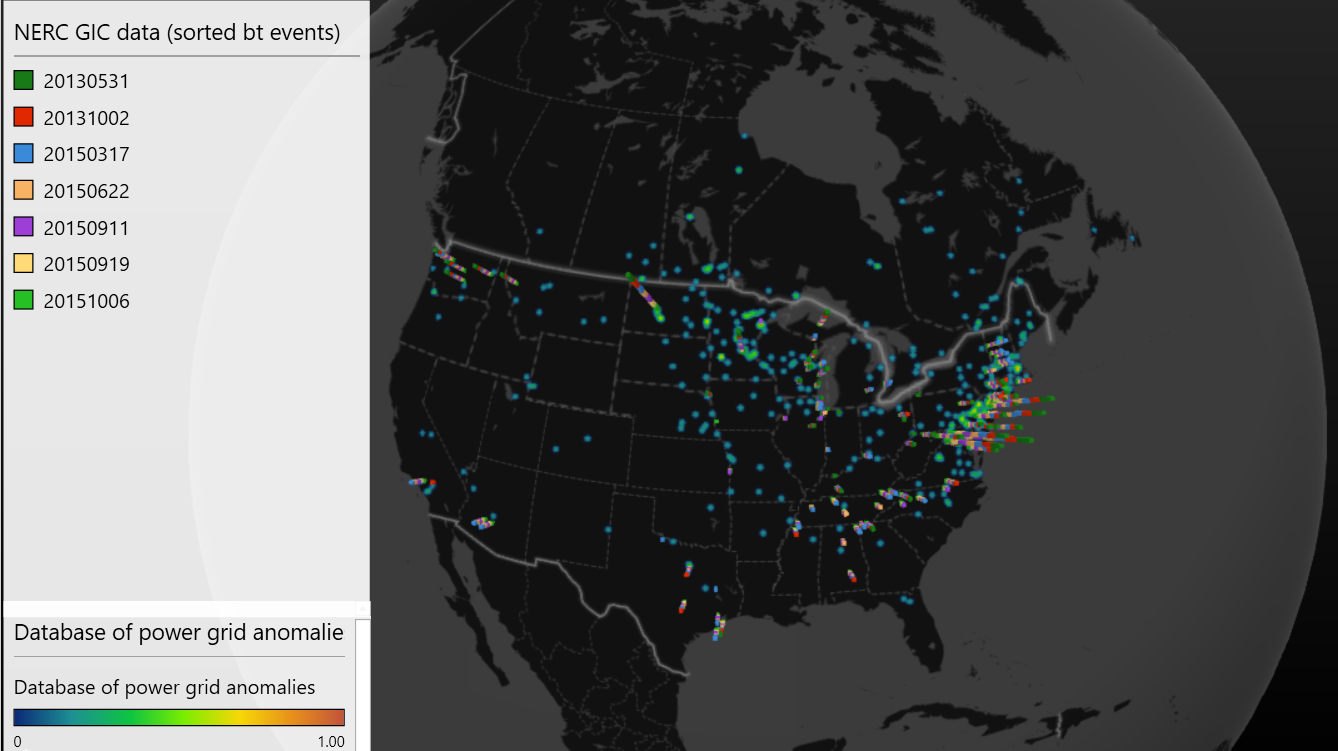 NERC GIC data (sorted bt events)
20130531
20131002
20150317
20150622
20150911
20150919
20151006
Database of power grid anomalie
Database of power grid anomalies
0 1.00